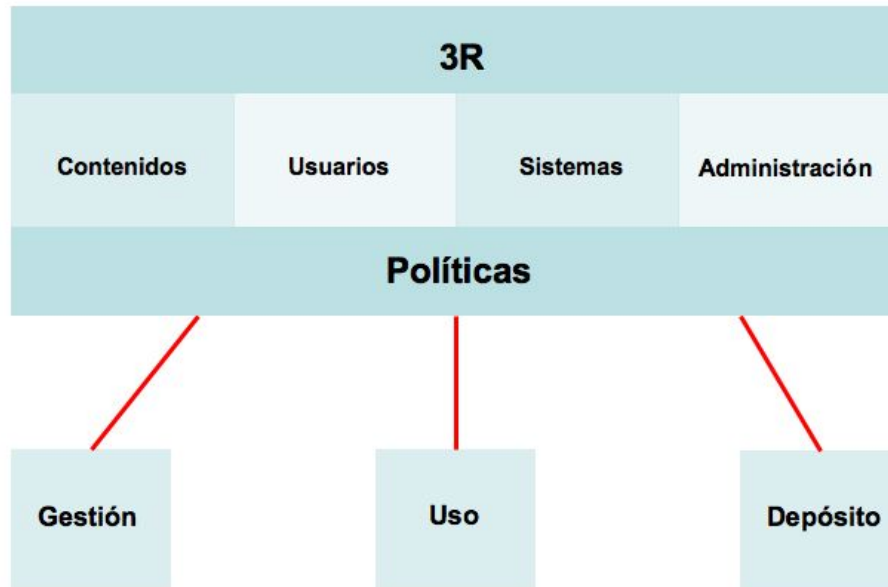 3R
Contenidos Usuarios Sistemas Administración
Políticas
Gestión Uso Depósito